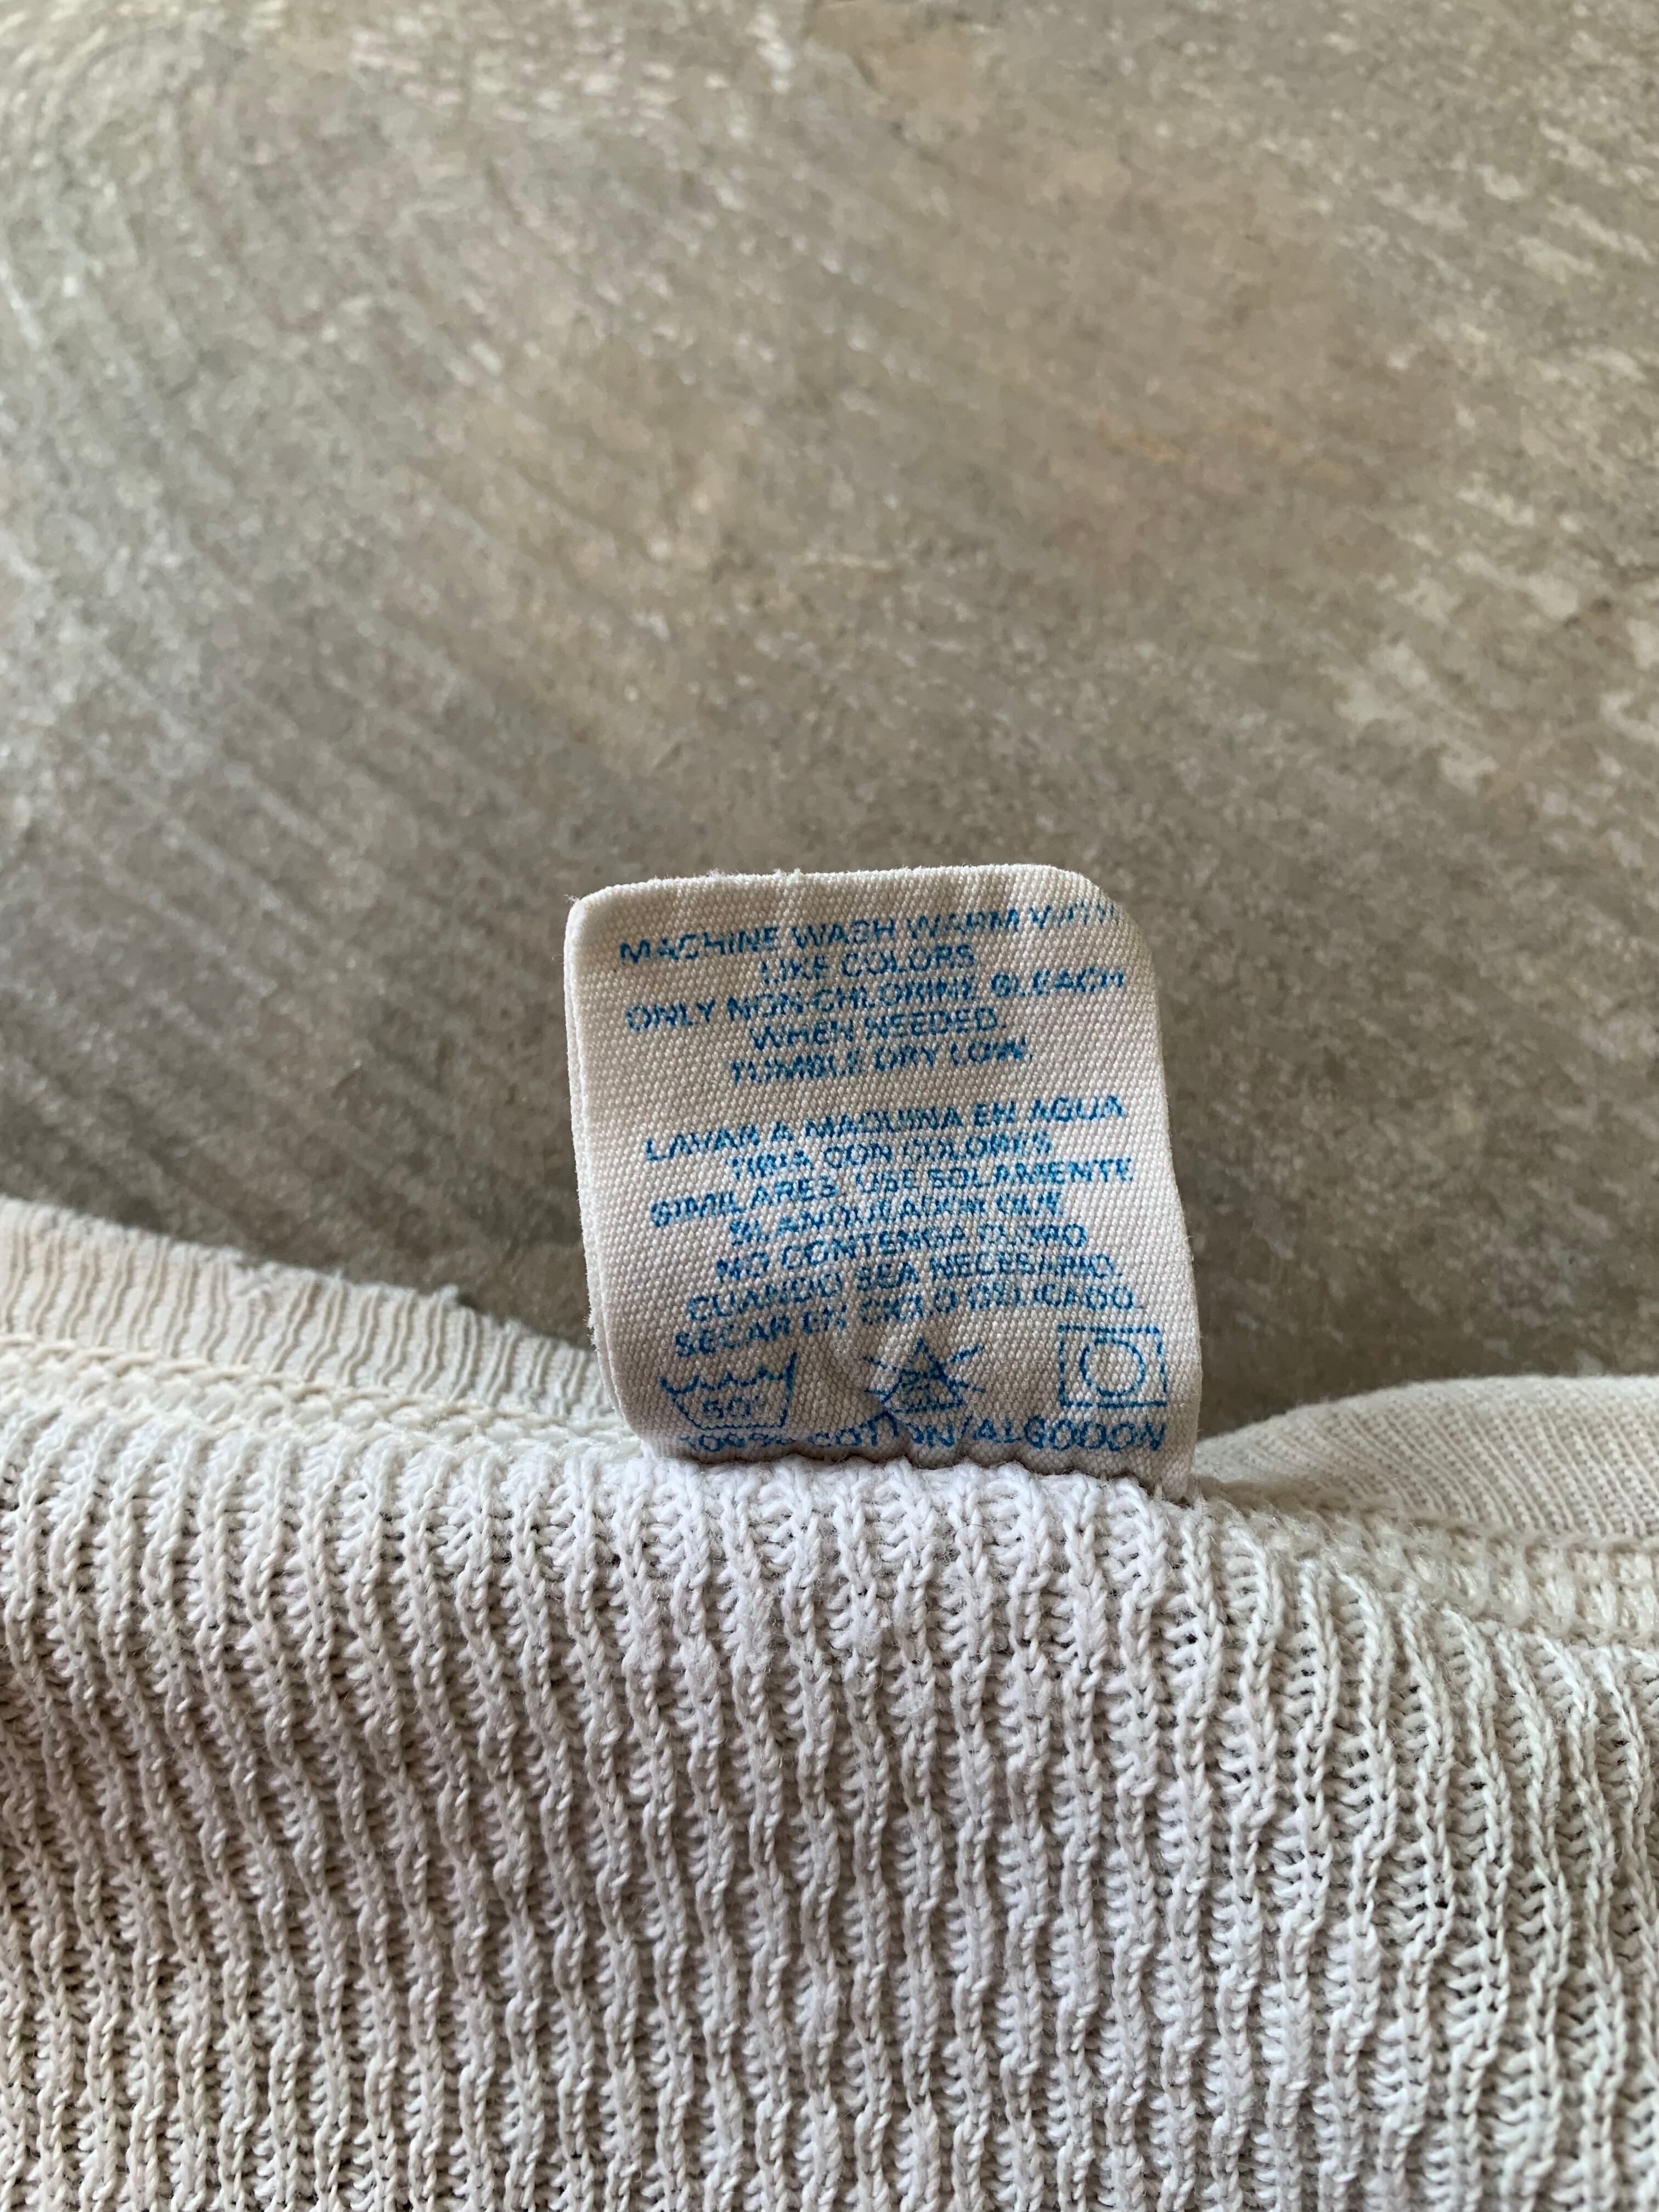 MACHINE WASH WARM WITH
LIKE COLORS
ONLY NON-CHLORINE BLEACH
WHEN NEEDED.
TUMBLE DRY LOW.
LAVAR A MAQUINA EN AGUA
TIBIA CON COLORES
SIMILARES. USE SOLAMENTE
BLANQUEADOR QUE
NO CONTENGA CLORO
CUANDO SEA NECESARIO.
SECAR EN CICLO DELICADO.
50°
100% COTTON/ALGODON